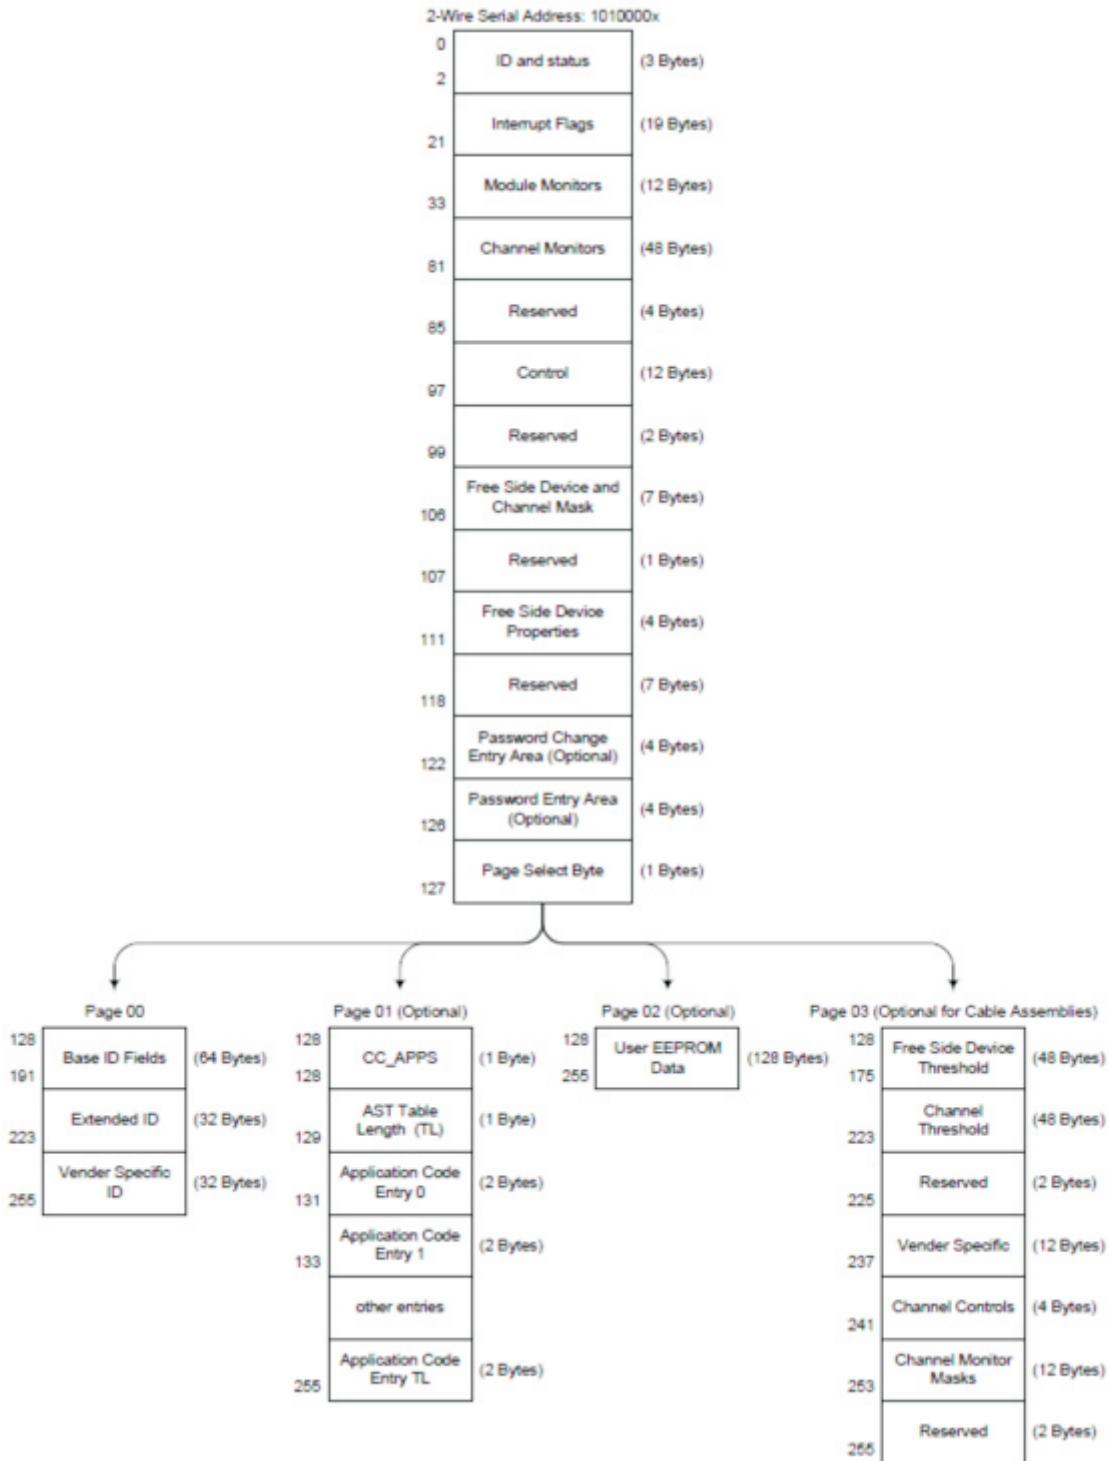 2-Wire Serial Address: 1010000x
0
ID and status
(3 Bytes)
2
Interrupt Flags
(19 Bytes)
21
Module Monitors
(12 Bytes)
33
Channel Monitors
(48 Bytes)
81
Reserved
(4 Bytes)
85
Control
(12 Bytes)
97
Reserved
(2 Bytes)
99
Free Side Device and
Channel Mask
(7 Bytes)
106
Reserved
(1 Bytes)
107
Free Side Device
Properties
(4 Bytes)
111
Reserved
(7 Bytes)
118
Password Change
Entry Area (Optional)
(4 Bytes)
122
Password Entry Area
(Optional)
(4 Bytes)
126
Page Select Byte
(1 Bytes)
127
Page 00
128
Base ID Fields
(64 Bytes)
191
Extended ID
(32 Bytes)
223
Vender Specific
ID
(32 Bytes)
255
Page 01 (Optional)
128
CC_APPS
(1 Byte)
128
AST Table
Length (TL)
(1 Byte)
129
Application Code
Entry 0
(2 Bytes)
131
Application Code
Entry 1
(2 Bytes)
133
other entries
Application Code
Entry TL
(2 Bytes)
255
Page 02 (Optional)
128
User EEPROM
Data
(128 Bytes)
255
Page 03 (Optional for Cable Assemblies)
128
Free Side Device
Threshold
(48 Bytes)
175
Channel
Threshold
(48 Bytes)
223
Reserved
(2 Bytes)
225
Vender Specific
(12 Bytes)
237
Channel Controls
(4 Bytes)
241
Channel Monitor
Masks
(12 Bytes)
253
Reserved
(2 Bytes)
255